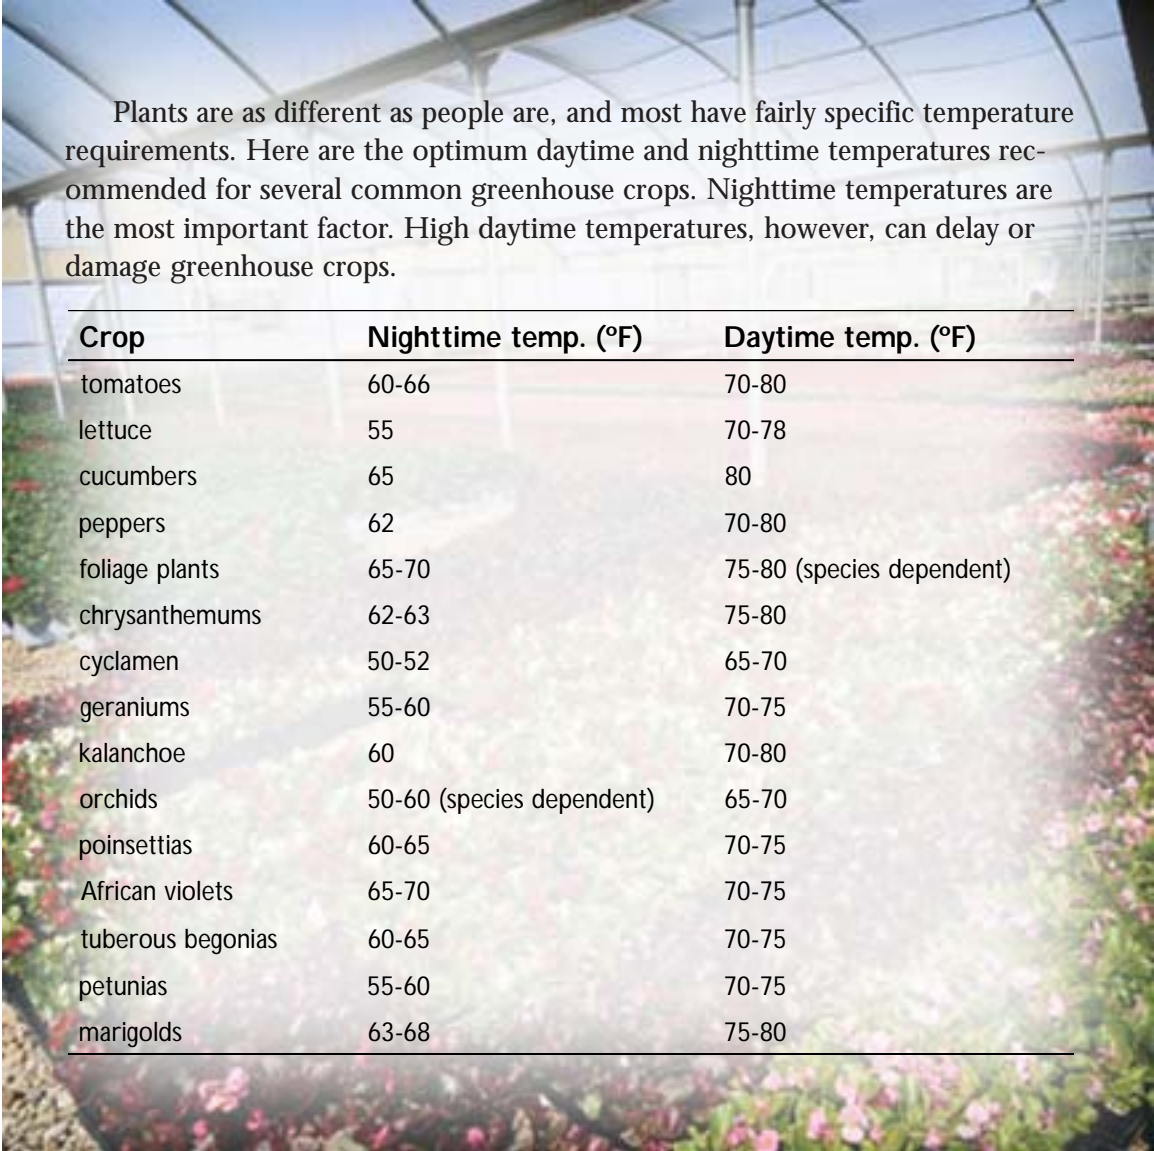 Plants are as different as people are, and most have fairly specific temperature
requirements. Here are the optimum daytime and nighttime temperatures rec-
ommended for several common greenhouse crops. Nighttime temperatures are
the most important factor. High daytime temperatures, however, can delay or
damage greenhouse crops.
Crop Nighttime temp. (ºF) Daytime temp. (ºF)
tomatoes 60-66 70-80
lettuce 55 70-78
cucumbers 65 80
peppers 62 70-80
foliage plants 65-70 75-80 (species dependent)
chrysanthemums 62-63 75-80
cyclamen 50-52 65-70
geraniums 55-60 70-75
kalanchoe 60 70-80
orchids 50-60 (species dependent) 65-70
poinsettias 60-65 70-75
African violets 65-70 70-75
tuberous begonias 60-65 70-75
petunias 55-60 70-75
marigolds 63-68 75-80